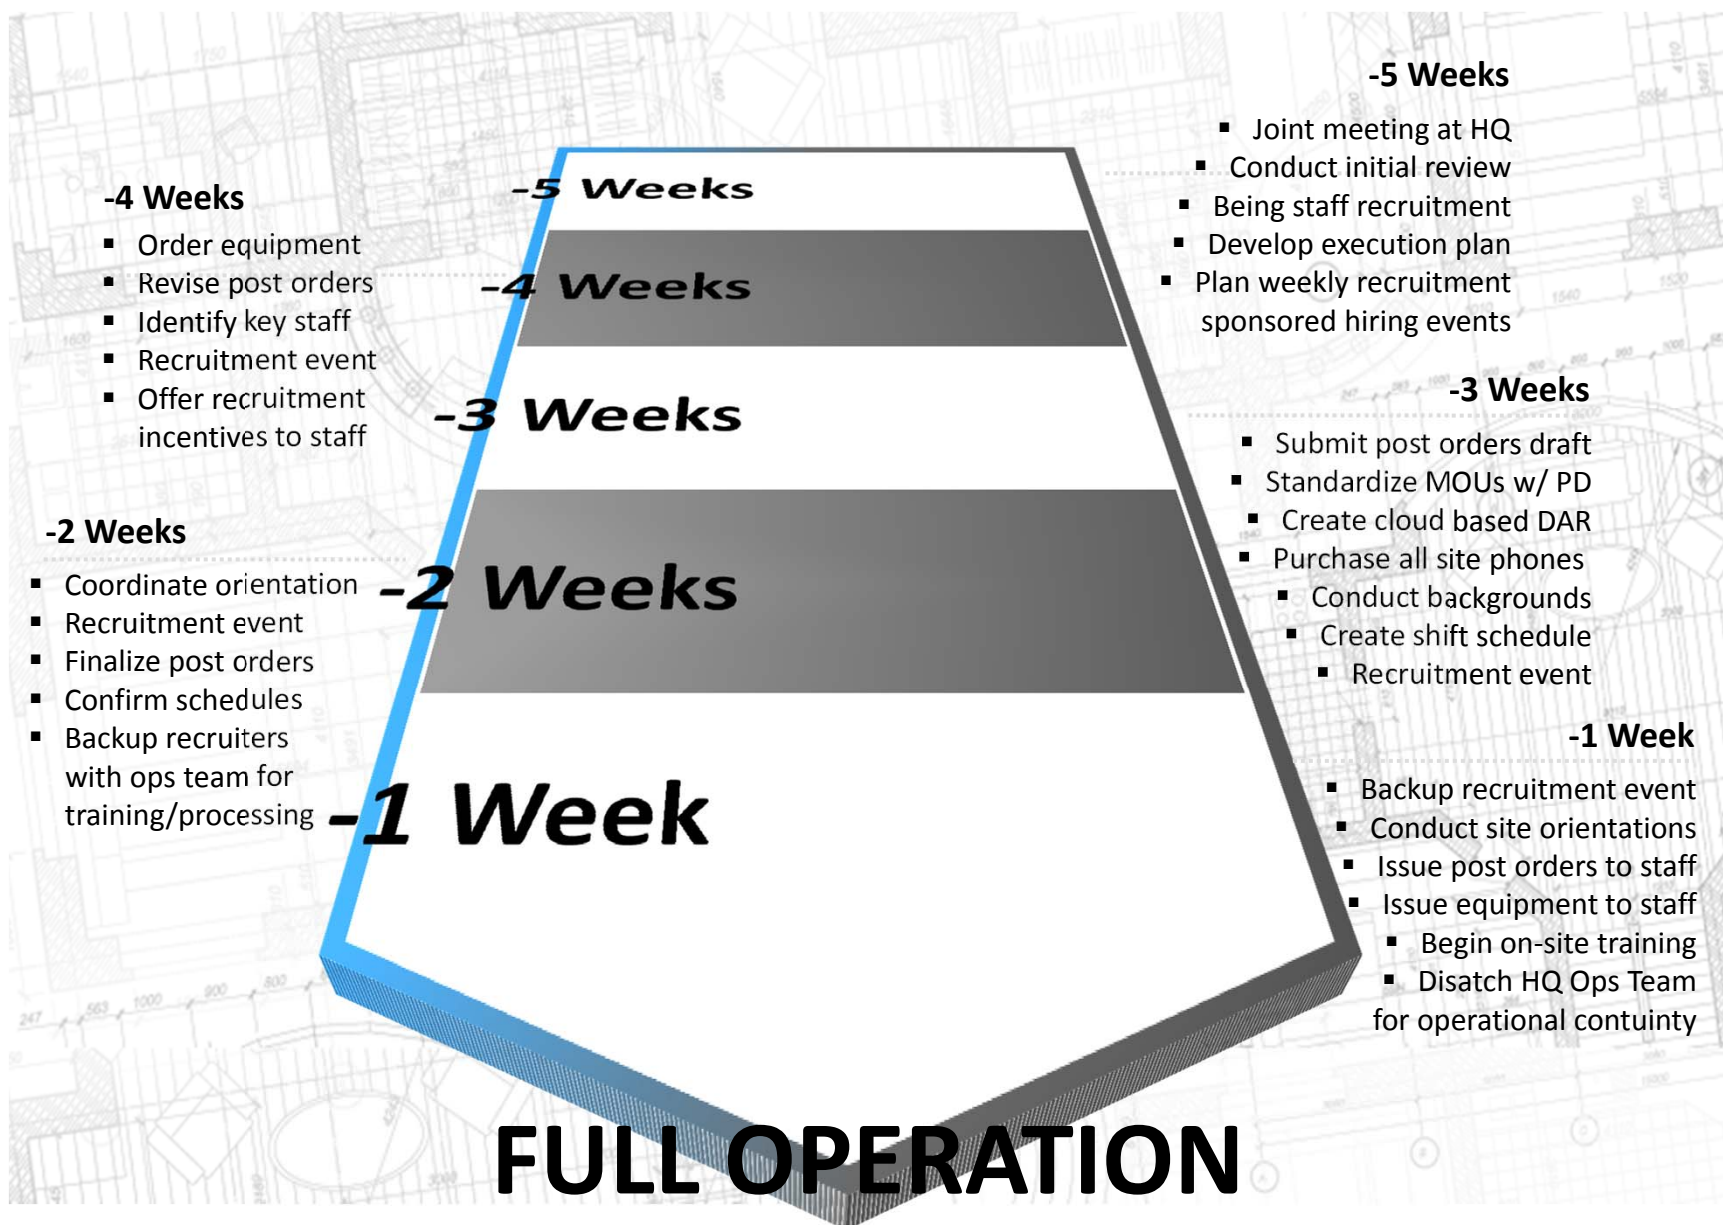 -5 Weeks
▪ Joint meeting at HQ
▪ Conduct initial review
▪ Being staff recruitment
▪ Develop execution plan
▪ Plan weekly recruitment
sponsored hiring events
-4 Weeks
▪ Order equipment
▪ Revise post orders
▪ Identify key staff
▪ Recruitment event
▪ Offer recruitment
incentives to staff
-3 Weeks
▪ Submit post orders draft
▪ Standardize MOUs w/ PD
▪ Create cloud based DAR
▪ Purchase all site phones
▪ Conduct backgrounds
▪ Create shift schedule
▪ Recruitment event
-2 Weeks
▪ Coordinate orientation
▪ Recruitment event
▪ Finalize post orders
▪ Confirm schedules
▪ Backup recruiters
with ops team for
training/processing
-1 Week
▪ Backup recruitment event
▪ Conduct site orientations
▪ Issue post orders to staff
▪ Issue equipment to staff
▪ Begin on-site training
▪ Disatch HQ Ops Team
for operational contuinty
-5 Weeks
-4 Weeks
-3 Weeks
-2 Weeks
-1 Week
FULL OPERATION
247
563
1000
900
800